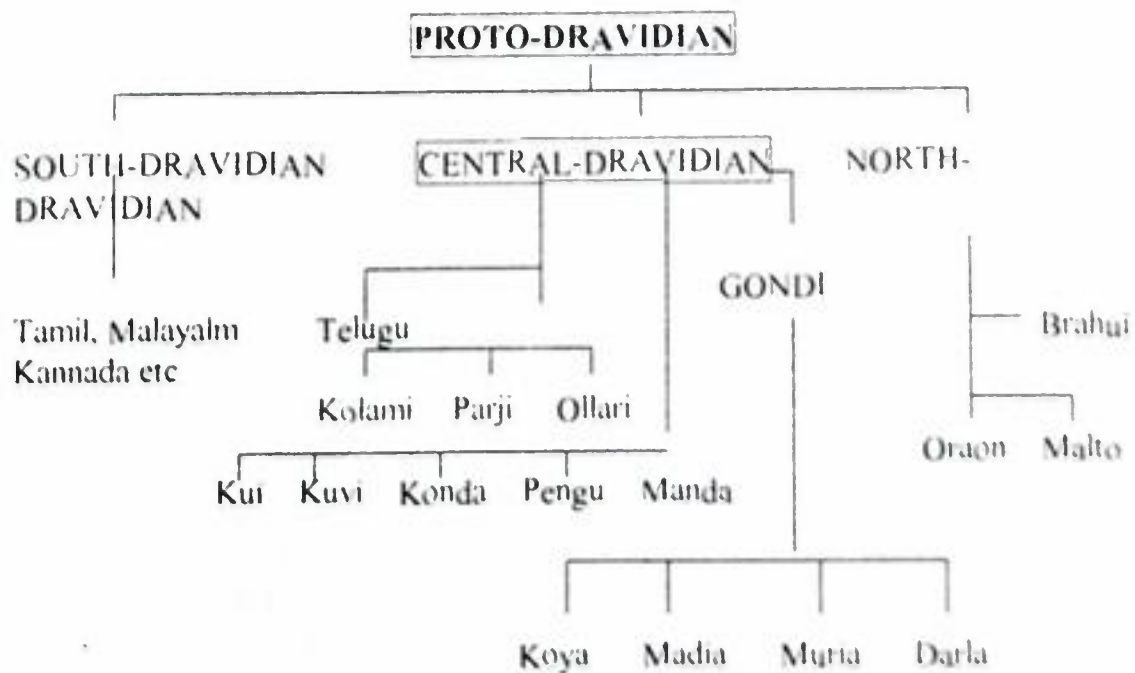 PROTO-DRAVIDIAN
SOUTH-DRAVIDIAN CENTRAL-DRAVIDIAN NORTH-
DRAVIDIAN
GONDI
Tamil, Malayalm Telugu Brahui
Kannada etc
Kolami Parji Ollari
Oraon Malto
Kui Kuvi Konda Pengu Manda
Koya Madia Muria Darla